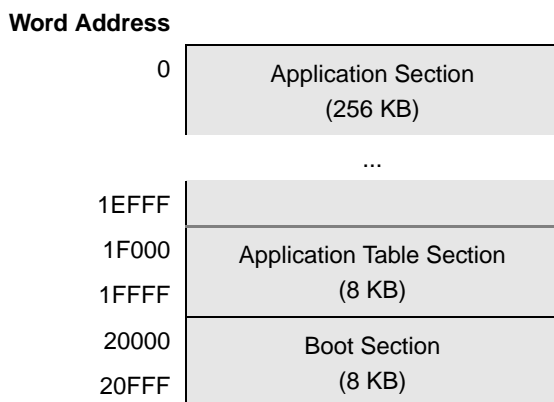 Word Address
0
Application Section
(256 KB)
...
1EFFF
1F000
Application Table Section
1FFFF
(8 KB)
20000
Boot Section
20FFF
(8 KB)